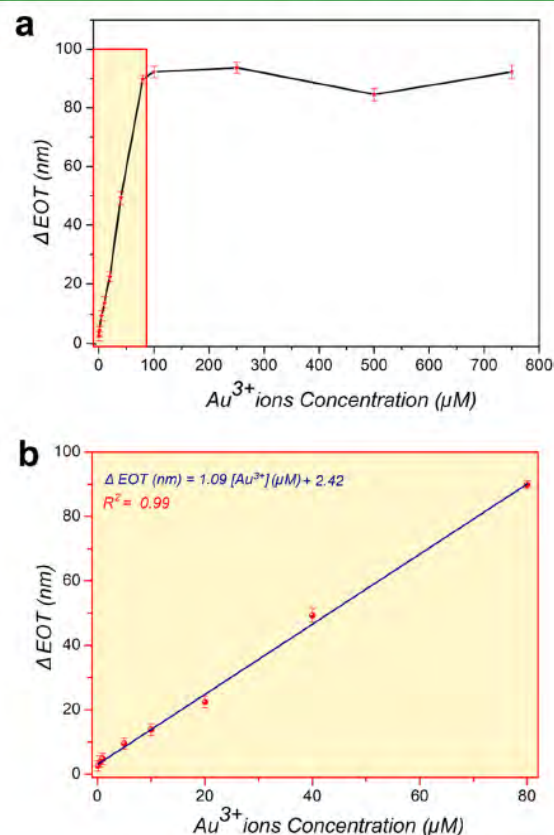 a
100
80
60
40
20
0
ΔEOT (nm)
0 100 200 300 400 500 600 700 800
Au³⁺ ions Concentration (µM)
b
100
80
60
40
20
0
ΔEOT (nm)
Δ EOT (nm) = 1.09 [Au³⁺] (µM) + 2.42
R² = 0.99
0 20 40 60 80
Au³⁺ ions Concentration (µM)